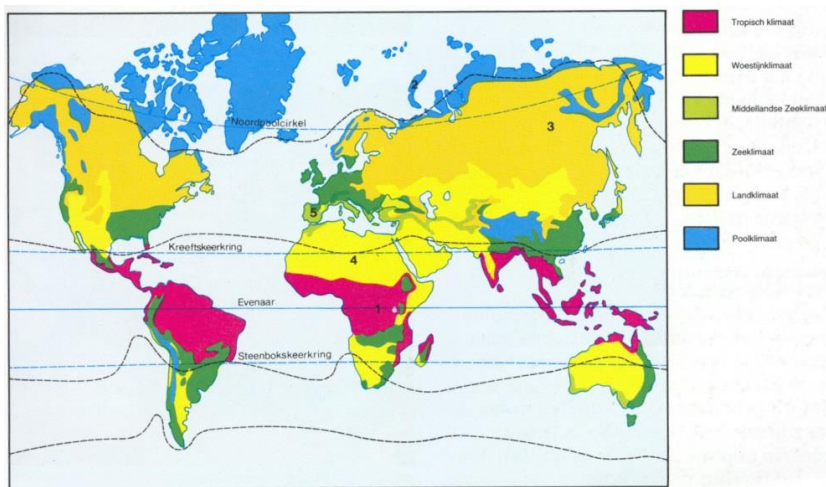 Tropisch klimaat
Woestijnklimaat
Middellandse Zeeklimaat
Zeeklimaat
Landklimaat
Poolklimaat
2
Noordpoolcirkel
3
5
Kreeftskeerkring
4
Evenaar
1
Steenbokskeerkring